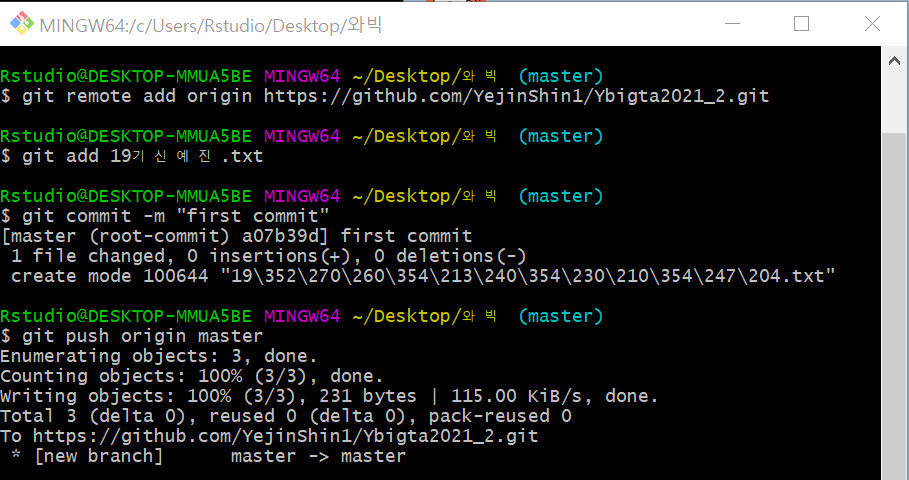 MINGW64:/c/Users/Rstudio/Desktop/와빅
Rstudio@DESKTOP-MMUA5BE MINGW64 ~/Desktop/와 빅 (master)
$ git remote add origin https://github.com/YejinShin1/Ybigta2021_2.git
Rstudio@DESKTOP-MMUA5BE MINGW64 ~/Desktop/와 빅 (master)
$ git add 19기 신 예 진 .txt
Rstudio@DESKTOP-MMUA5BE MINGW64 ~/Desktop/와 빅 (master)
$ git commit -m "first commit"
[master (root-commit) a07b39d] first commit
 1 file changed, 0 insertions(+), 0 deletions(-)
 create mode 100644 "19\352\270\260\354\213\240\354\230\210\354\247\204.txt"
Rstudio@DESKTOP-MMUA5BE MINGW64 ~/Desktop/와 빅 (master)
$ git push origin master
Enumerating objects: 3, done.
Counting objects: 100% (3/3), done.
Writing objects: 100% (3/3), 231 bytes | 115.00 KiB/s, done.
Total 3 (delta 0), reused 0 (delta 0), pack-reused 0
To https://github.com/YejinShin1/Ybigta2021_2.git
 * [new branch]      master -> master